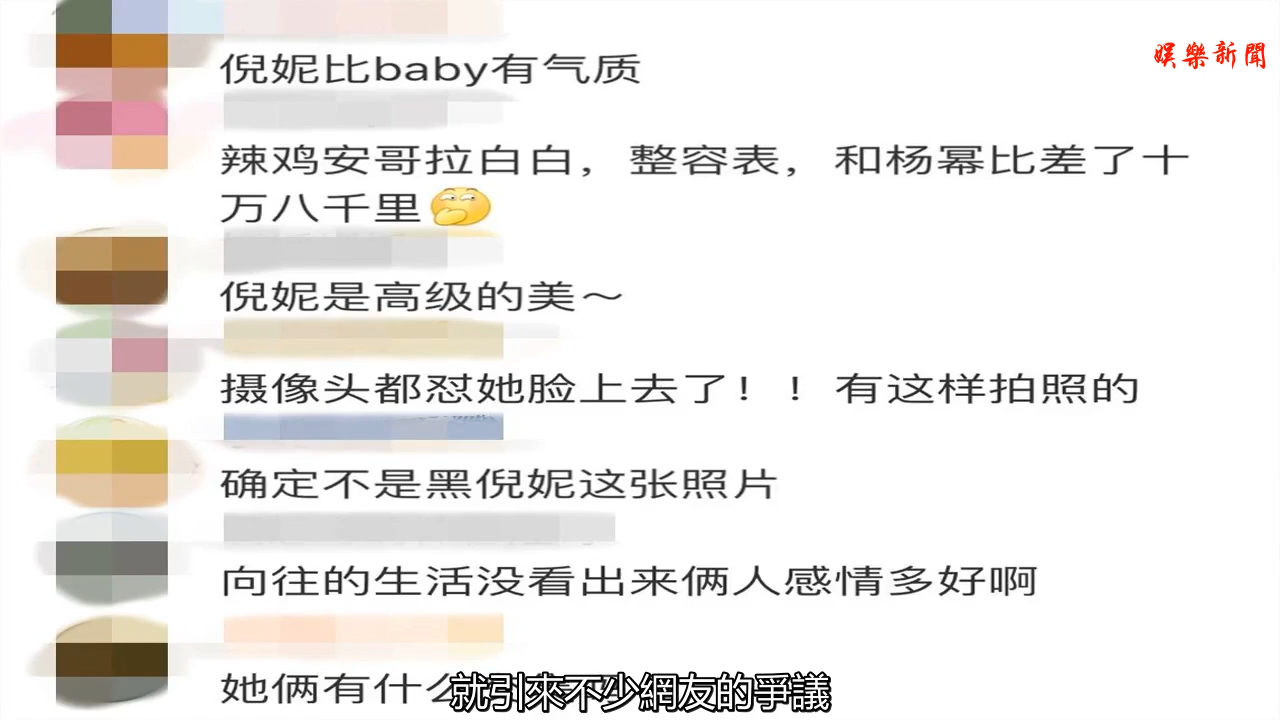 娱樂新聞
倪妮比baby有气质
辣鸡安哥拉白白，整容表，和杨幂比差了十
万八千里
倪妮是高级的美～
摄像头都怼她脸上去了！！有这样拍照的
确定不是黑倪妮这张照片
向往的生活没看出来俩人感情多好啊
她俩有什么
就引來不少網友的爭議